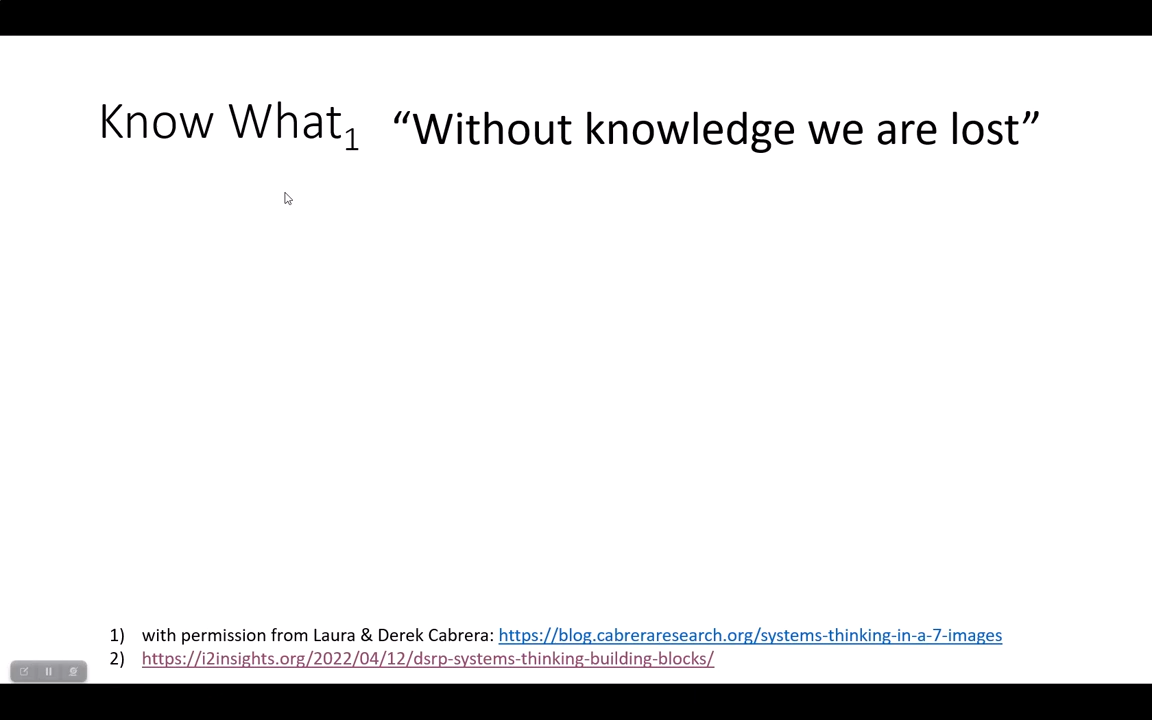 Know What₁ “Without knowledge we are lost”
1) with permission from Laura & Derek Cabrera: https://blog.cabreraresearch.org/systems-thinking-in-a-7-images
2) https://i2insights.org/2022/04/12/dsrp-systems-thinking-building-blocks/